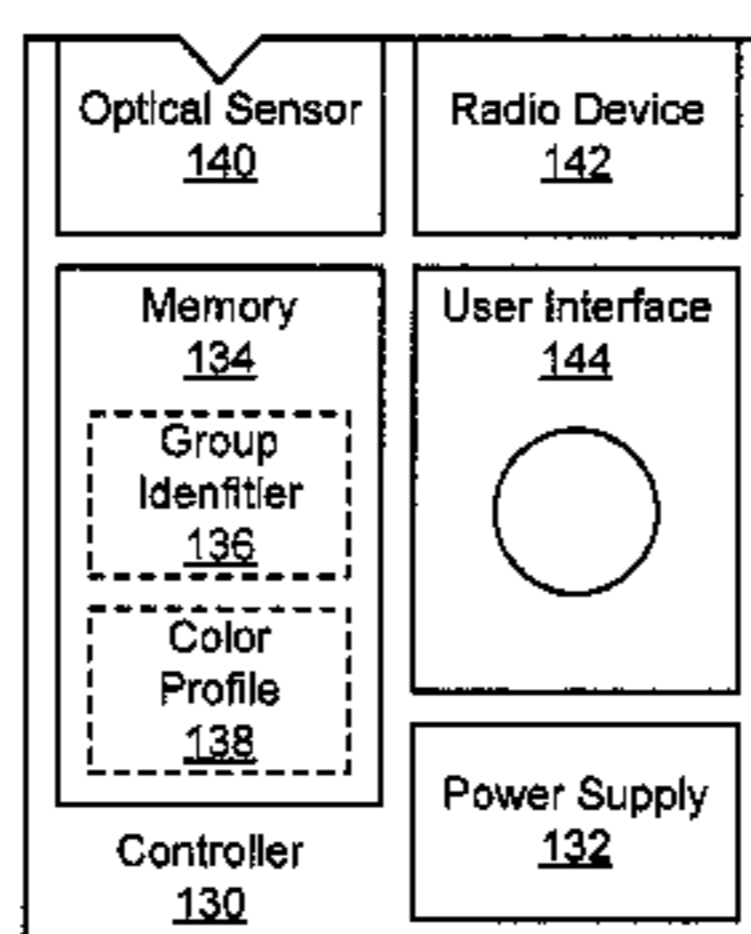 Optical Sensor
140
Radio Device
142
Memory
134
Group
Idenfitier
136
Color
Profile
138
User Interface
144
Power Supply
132
Controller
130